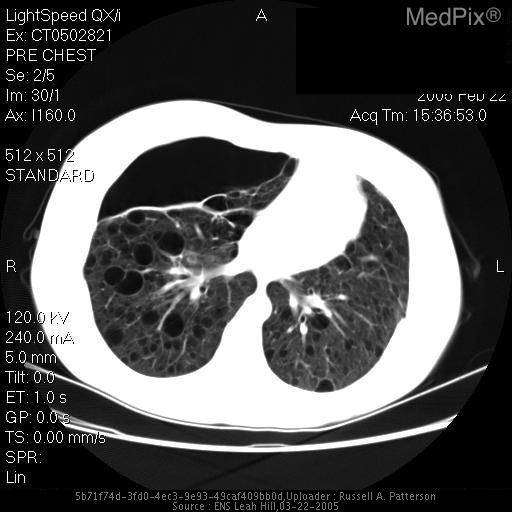 LightSpeed QX/i
Ex: CT0502821
PRE CHEST
Se: 2/5
Im: 30/1
Ax: I160.0
512 x 512
STANDARD
A
MedPix®
2005 Feb 22
Acq Tm: 15:36:53.0
R
L
120.0 kV
240.0 mA
5.0 mm
Tilt: 0.0
ET: 1.0 s
GP: 0.0 s
TS: 0.00 mm/s
SPR:
Lin
5b71f74d-3fd0-4ec3-9e93-49caf409bb0d,Uploader : Russell A. Patterson
Source : ENS Leah Hill,03-22-2005